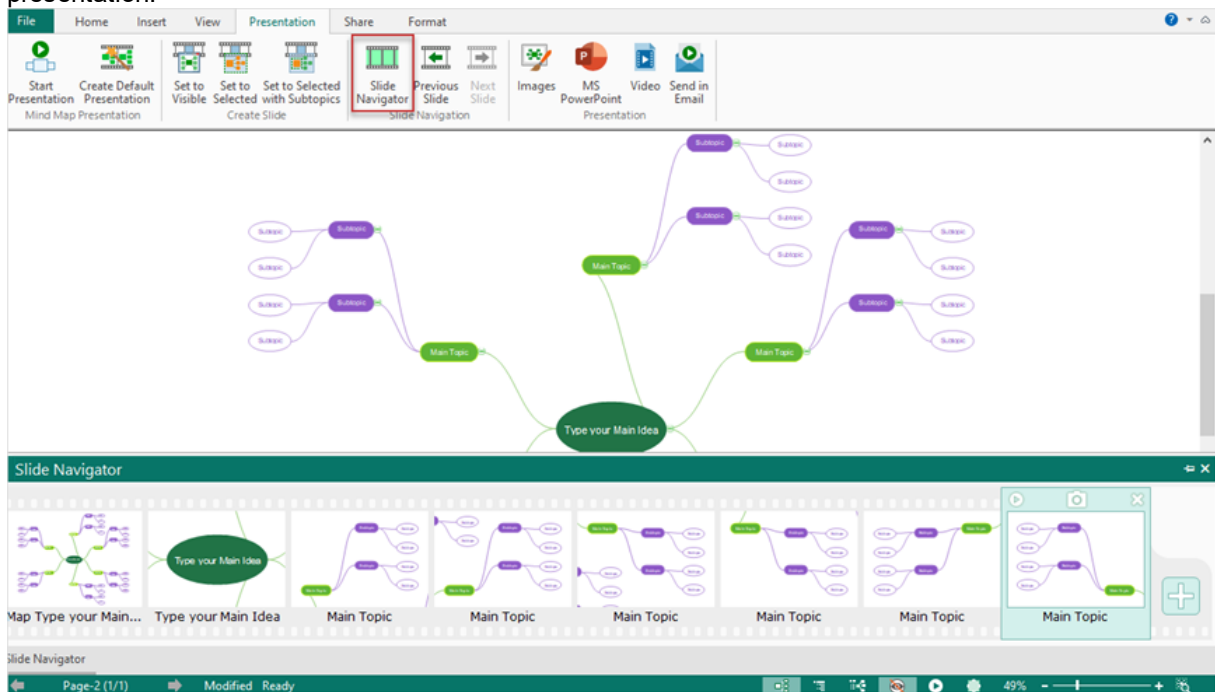 presentation.
File Home Insert View Presentation Share Format
Start Presentation
Create Default Presentation
Set to Visible
Set to Selected
Set to Selected with Subtopics
Slide Navigator
Previous Slide
Next Slide
Images
MS PowerPoint
Video
Send in Email
Mind Map Presentation Create Slide Slide Navigation Presentation
Subtopic Subtopic
Subtopic
Subtopic Subtopic Subtopic Subtopic Subtopic Subtopic
Subtopic Main Topic Subtopic Subtopic
Subtopic Subtopic Subtopic Subtopic
Subtopic Main Topic Main Topic Subtopic
Type your Main Idea
Slide Navigator
Type your Main Idea
Map Type your Main... Type your Main Idea Main Topic Main Topic Main Topic Main Topic Main Topic Main Topic
Slide Navigator
Page-2 (1/1) Modified Ready 49% - +